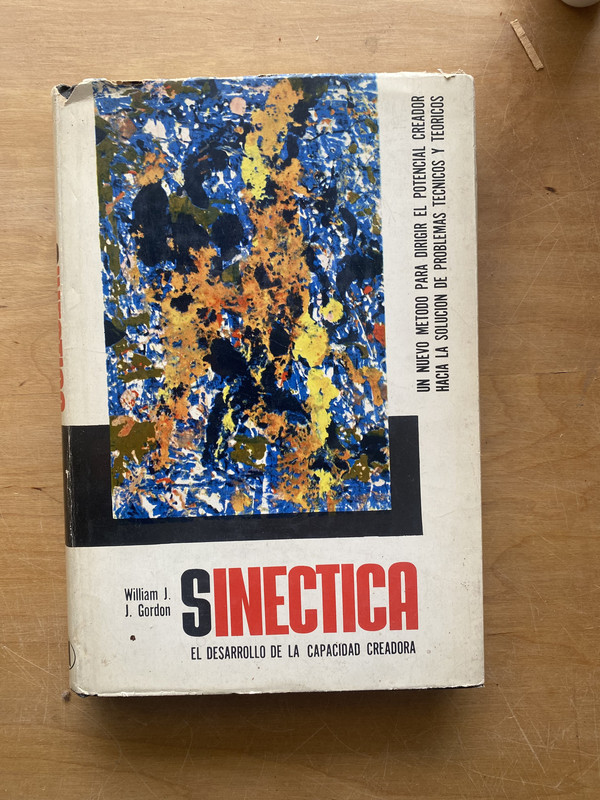 UN NUEVO METODO PARA DIRIGIR EL POTENCIAL CREADOR
HACIA LA SOLUCION DE PROBLEMAS TECNICOS Y TEORICOS
William J.
J. Gordon
SINECTICA
EL DESARROLLO DE LA CAPACIDAD CREADORA